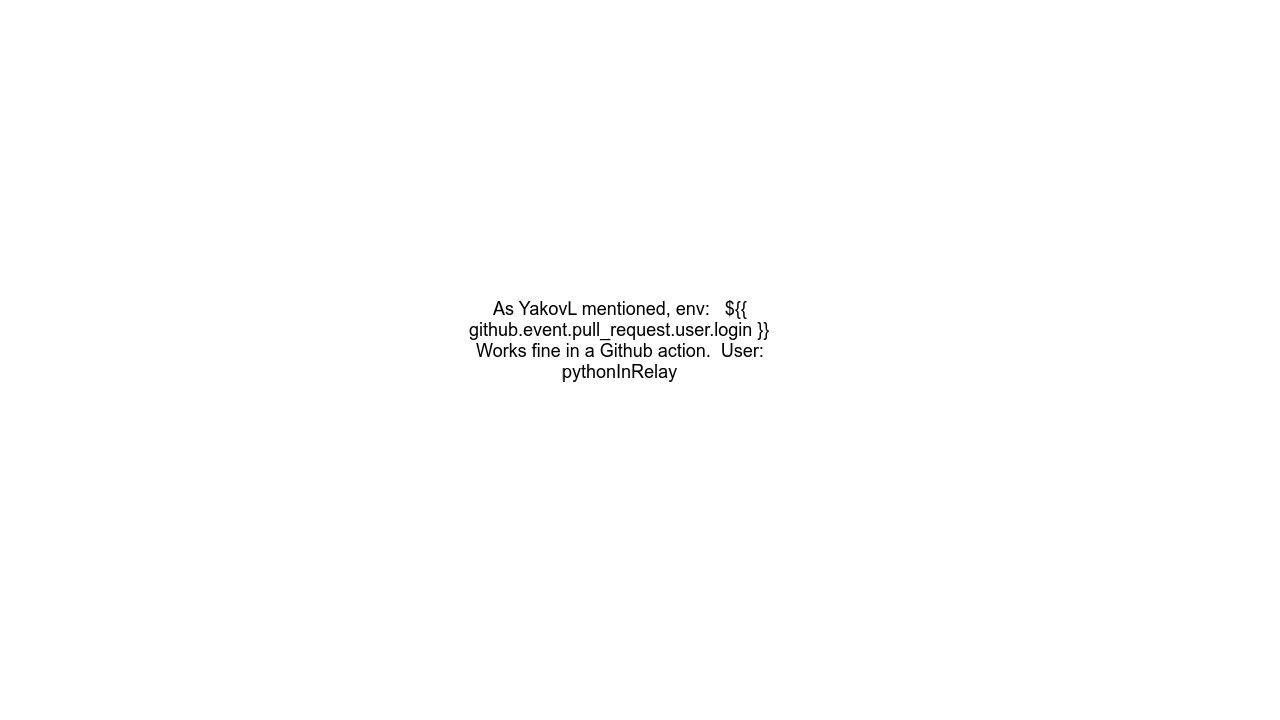 As YakovL mentioned, env:   ${{
github.event.pull_request.user.login }}
Works fine in a Github action.  User:
pythonInRelay